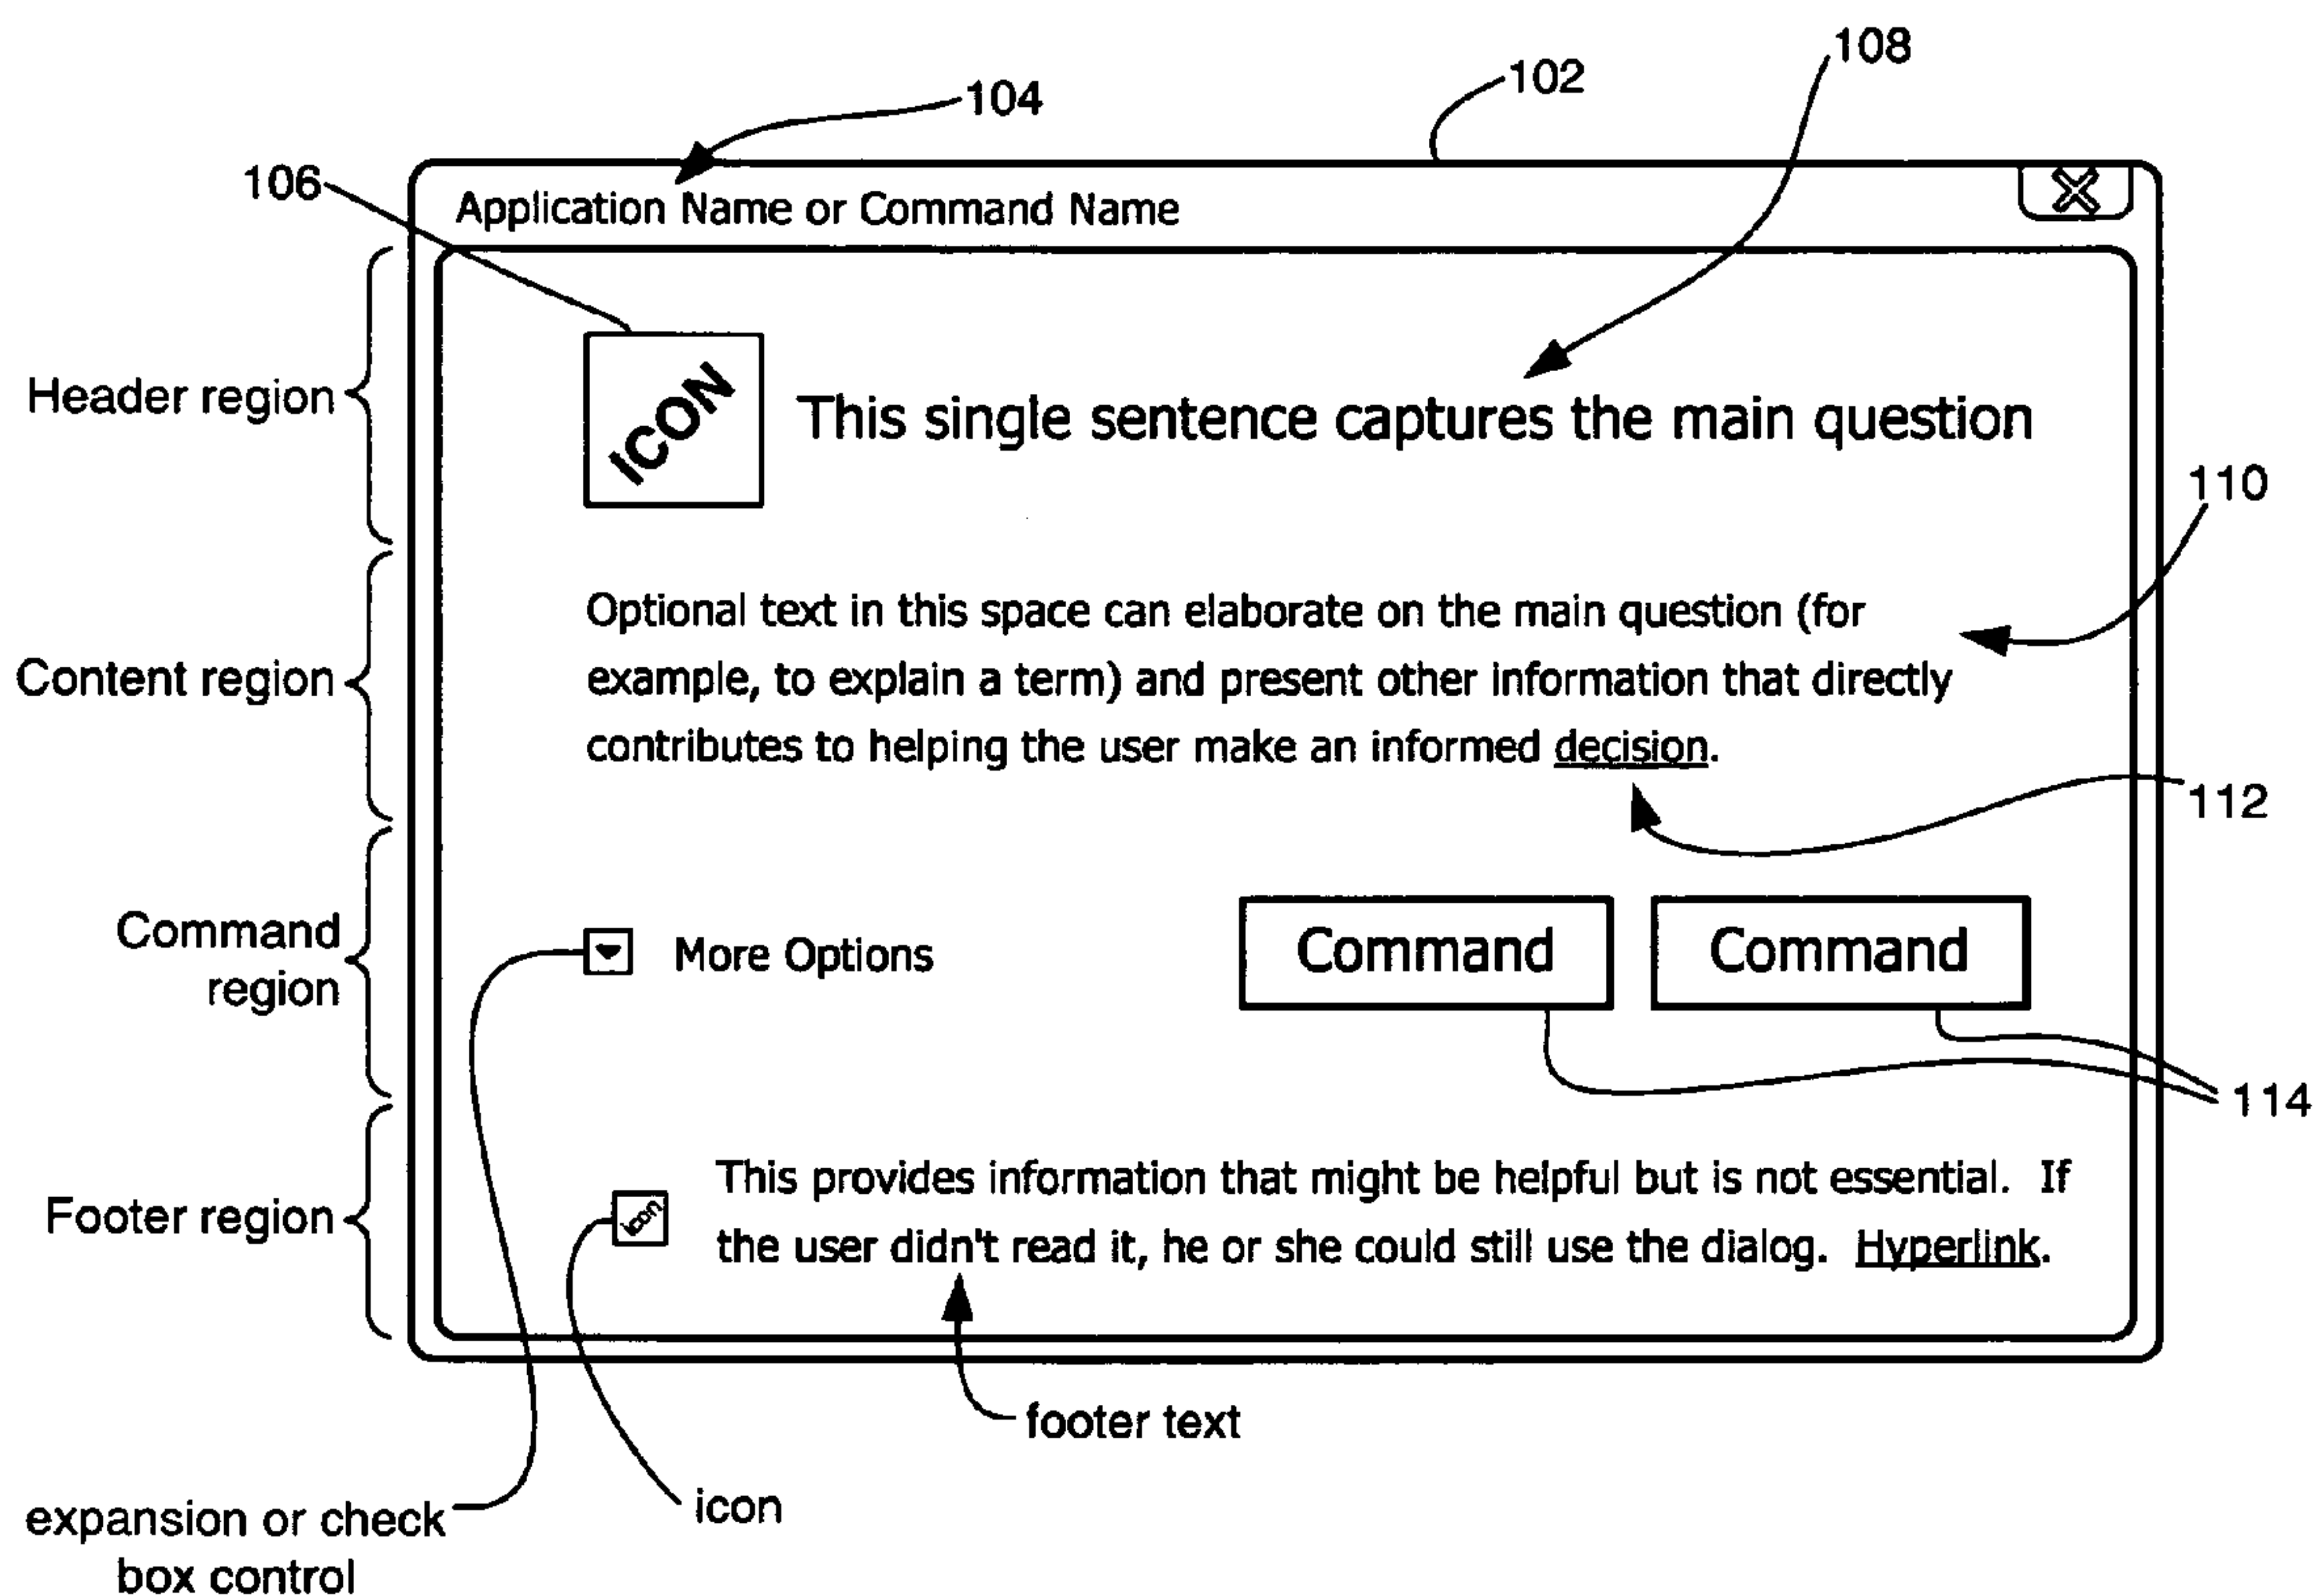 108
102
104
106
Application Name or Command Name
Header region
ICON
This single sentence captures the main question
110
Content region
Optional text in this space can elaborate on the main question (for
example, to explain a term) and present other information that directly
contributes to helping the user make an informed decision.
112
Command
region
More Options
Command
Command
114
Footer region
icon
This provides information that might be helpful but is not essential. If
the user didn't read it, he or she could still use the dialog. Hyperlink.
footer text
icon
expansion or check
box control